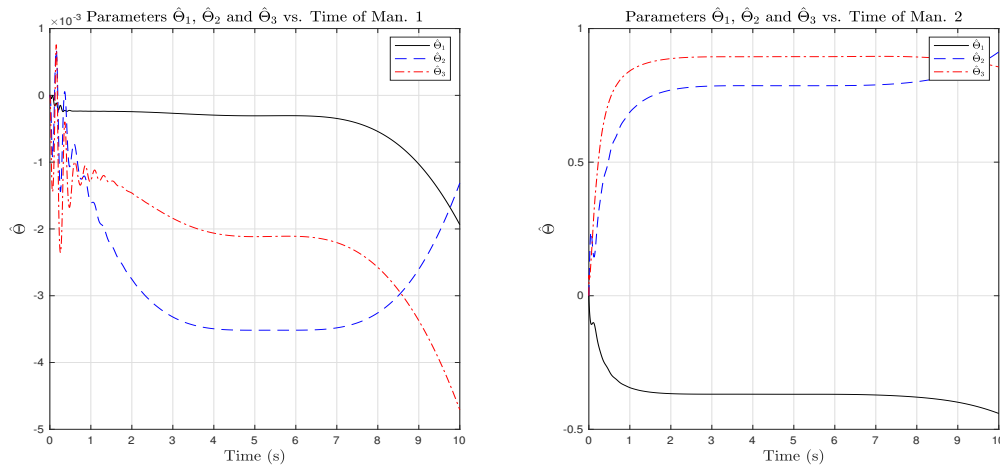 Parameters Θ̂₁, Θ̂₂ and Θ̂₃ vs. Time of Man. 1
×10⁻³
1
0
-1
-2
-3
-4
-5
Θ̂
0 1 2 3 4 5 6 7 8 9 10
Time (s)
Θ̂₁
Θ̂₂
Θ̂₃
Parameters Θ̂₁, Θ̂₂ and Θ̂₃ vs. Time of Man. 2
1
0.5
0
-0.5
Θ̂
0 1 2 3 4 5 6 7 8 9 10
Time (s)
Θ̂₁
Θ̂₂
Θ̂₃